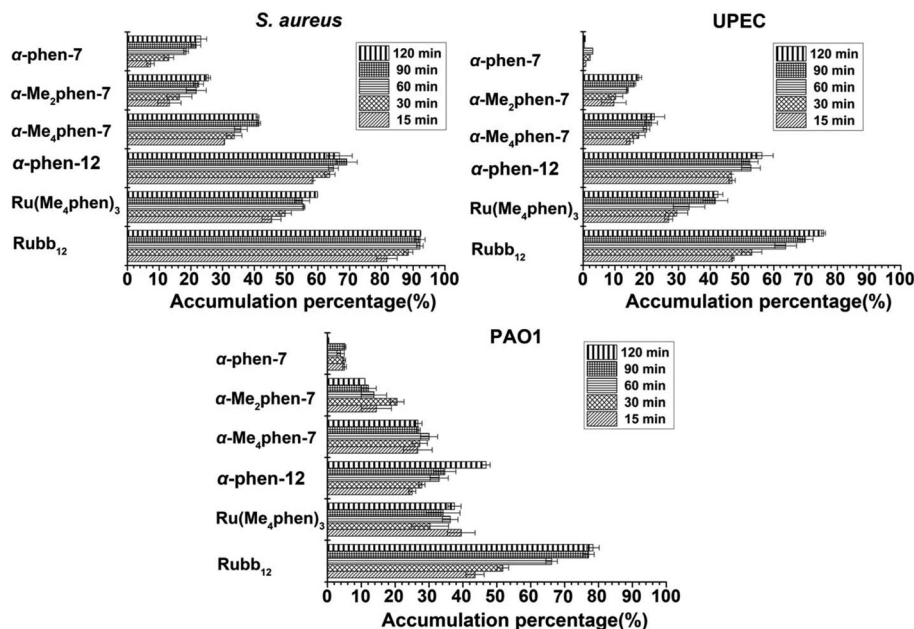 S. aureus
α-phen-7
α-Me₂phen-7
α-Me₄phen-7
α-phen-12
Ru(Me₄phen)₃
Rubb₁₂
120 min
90 min
60 min
30 min
15 min
0 10 20 30 40 50 60 70 80 90 100
Accumulation percentage(%)
UPEC
α-phen-7
α-Me₂phen-7
α-Me₄phen-7
α-phen-12
Ru(Me₄phen)₃
Rubb₁₂
120 min
90 min
60 min
30 min
15 min
0 10 20 30 40 50 60 70 80 90 100
Accumulation percentage(%)
PAO1
α-phen-7
α-Me₂phen-7
α-Me₄phen-7
α-phen-12
Ru(Me₄phen)₃
Rubb₁₂
120 min
90 min
60 min
30 min
15 min
0 10 20 30 40 50 60 70 80 90 100
Accumulation percentage(%)